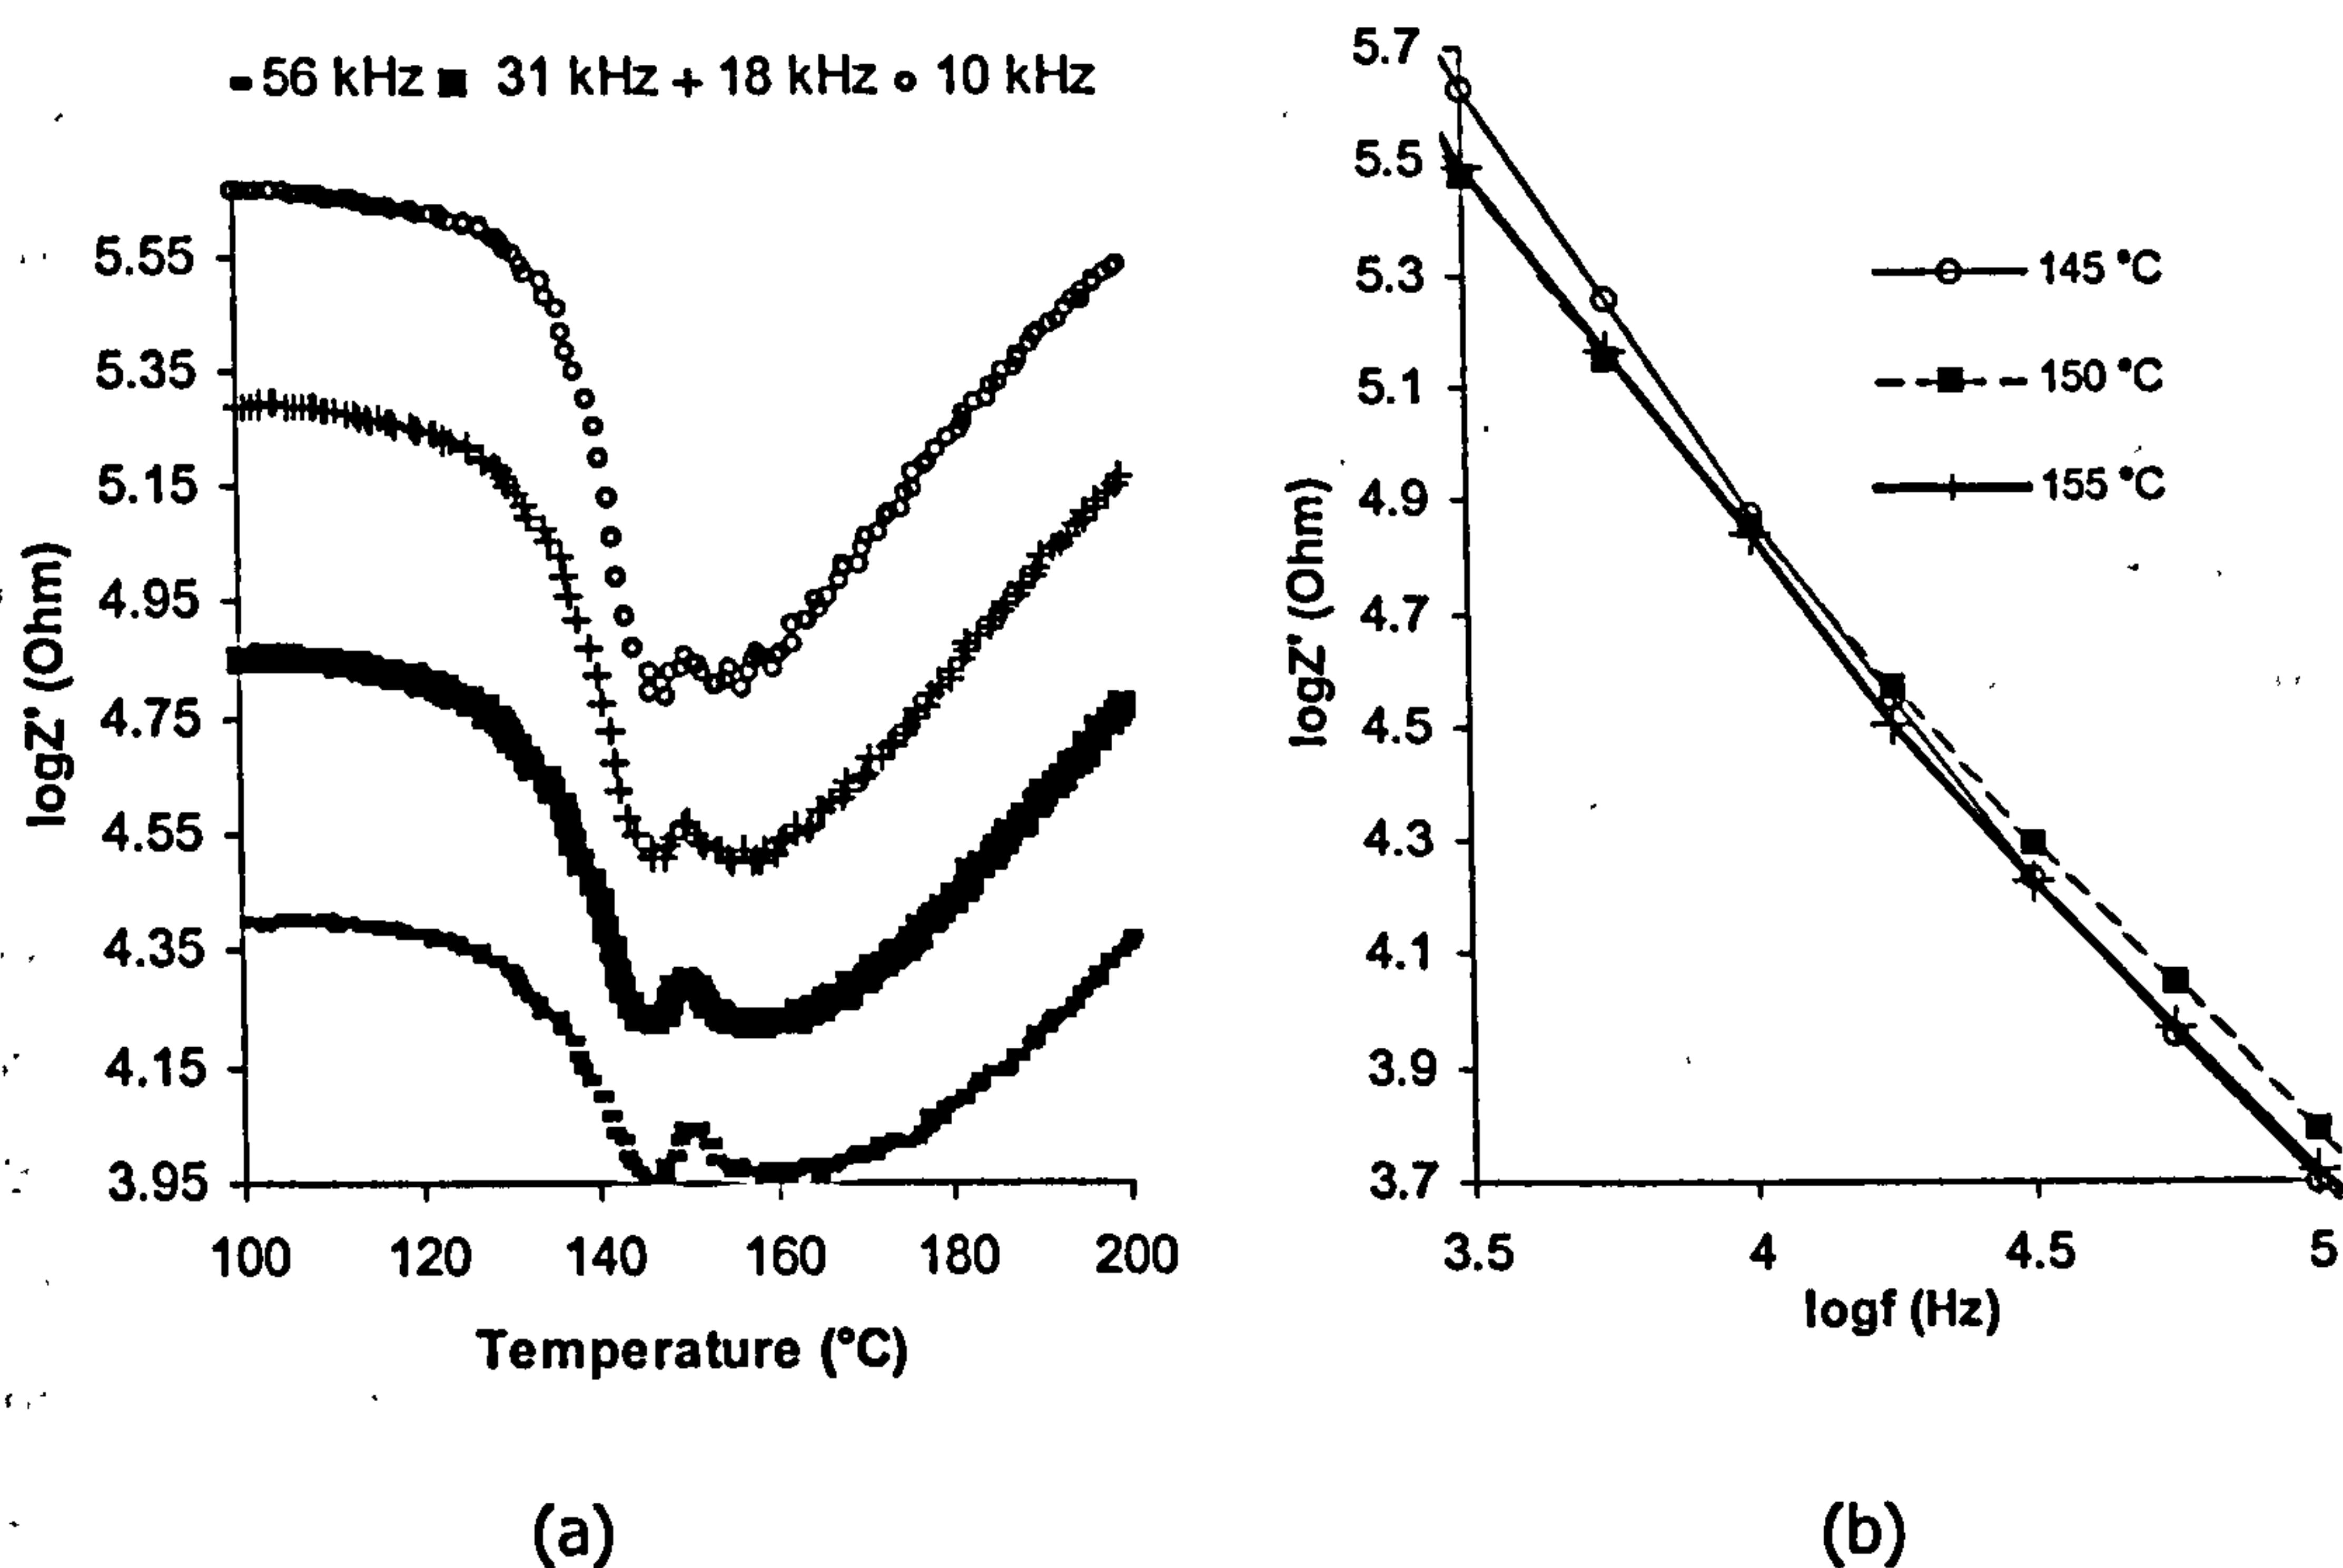 56 kHz 31 kHz + 18 kHz 10 kHz
5.55
5.35
5.15
4.95
4.75
4.55
4.35
4.15
3.95
logZ' (Ohm)
100 120 140 160 180 200
Temperature (°C)
(a)
5.7
5.5
5.3
5.1
4.9
4.7
4.5
4.3
4.1
3.9
3.7
logZ' (Ohm)
145 °C
150 °C
155 °C
3.5 4 4.5 5
logf (Hz)
(b)